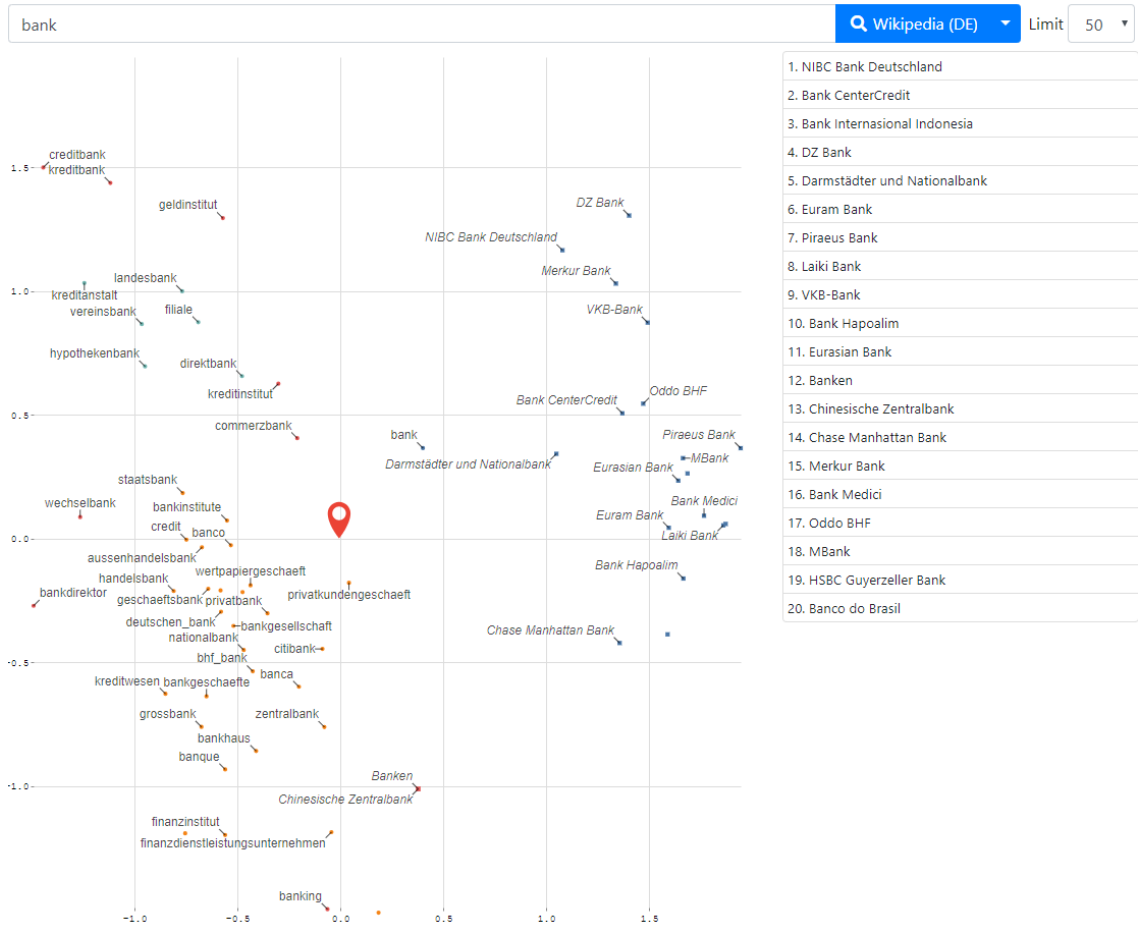 bank
Wikipedia (DE)
Limit
50
creditbank
kreditbank
geldinstitut
landesbank
kreditanstalt
vereinsbank
filiale
hypothekenbank
direktbank
kreditinstitut
commerzbank
staatsbank
wechselbank
bankinstitute
credit
banco
aussenhandelsbank
wertpapiergeschaeft
handelsbank
bankdirektor
geschaeftsbank
privatbank
privatkundengeschaeft
deutschen_bank
bankgesellschaft
nationalbank
citibank
bhf_bank
banca
kreditwesen
bankgeschaefte
grossbank
zentralbank
bankhaus
banque
finanzinstitut
finanzdienstleistungsunternehmen
banking
DZ Bank
NIBC Bank Deutschland
Merkur Bank
VKB-Bank
Oddo BHF
Bank CenterCredit
bank
Piraeus Bank
Darmstädter und Nationalbank
MBank
Eurasian Bank
Bank Medici
Euram Bank
Laiki Bank
Bank Hapoalim
Chase Manhattan Bank
Banken
Chinesische Zentralbank
1.5
1.0
0.5
0.0
-0.5
-1.0
-1.0
-0.5
0.0
0.5
1.0
1.5
1. NIBC Bank Deutschland
2. Bank CenterCredit
3. Bank Internasional Indonesia
4. DZ Bank
5. Darmstädter und Nationalbank
6. Euram Bank
7. Piraeus Bank
8. Laiki Bank
9. VKB-Bank
10. Bank Hapoalim
11. Eurasian Bank
12. Banken
13. Chinesische Zentralbank
14. Chase Manhattan Bank
15. Merkur Bank
16. Bank Medici
17. Oddo BHF
18. MBank
19. HSBC Guyerzeller Bank
20. Banco do Brasil